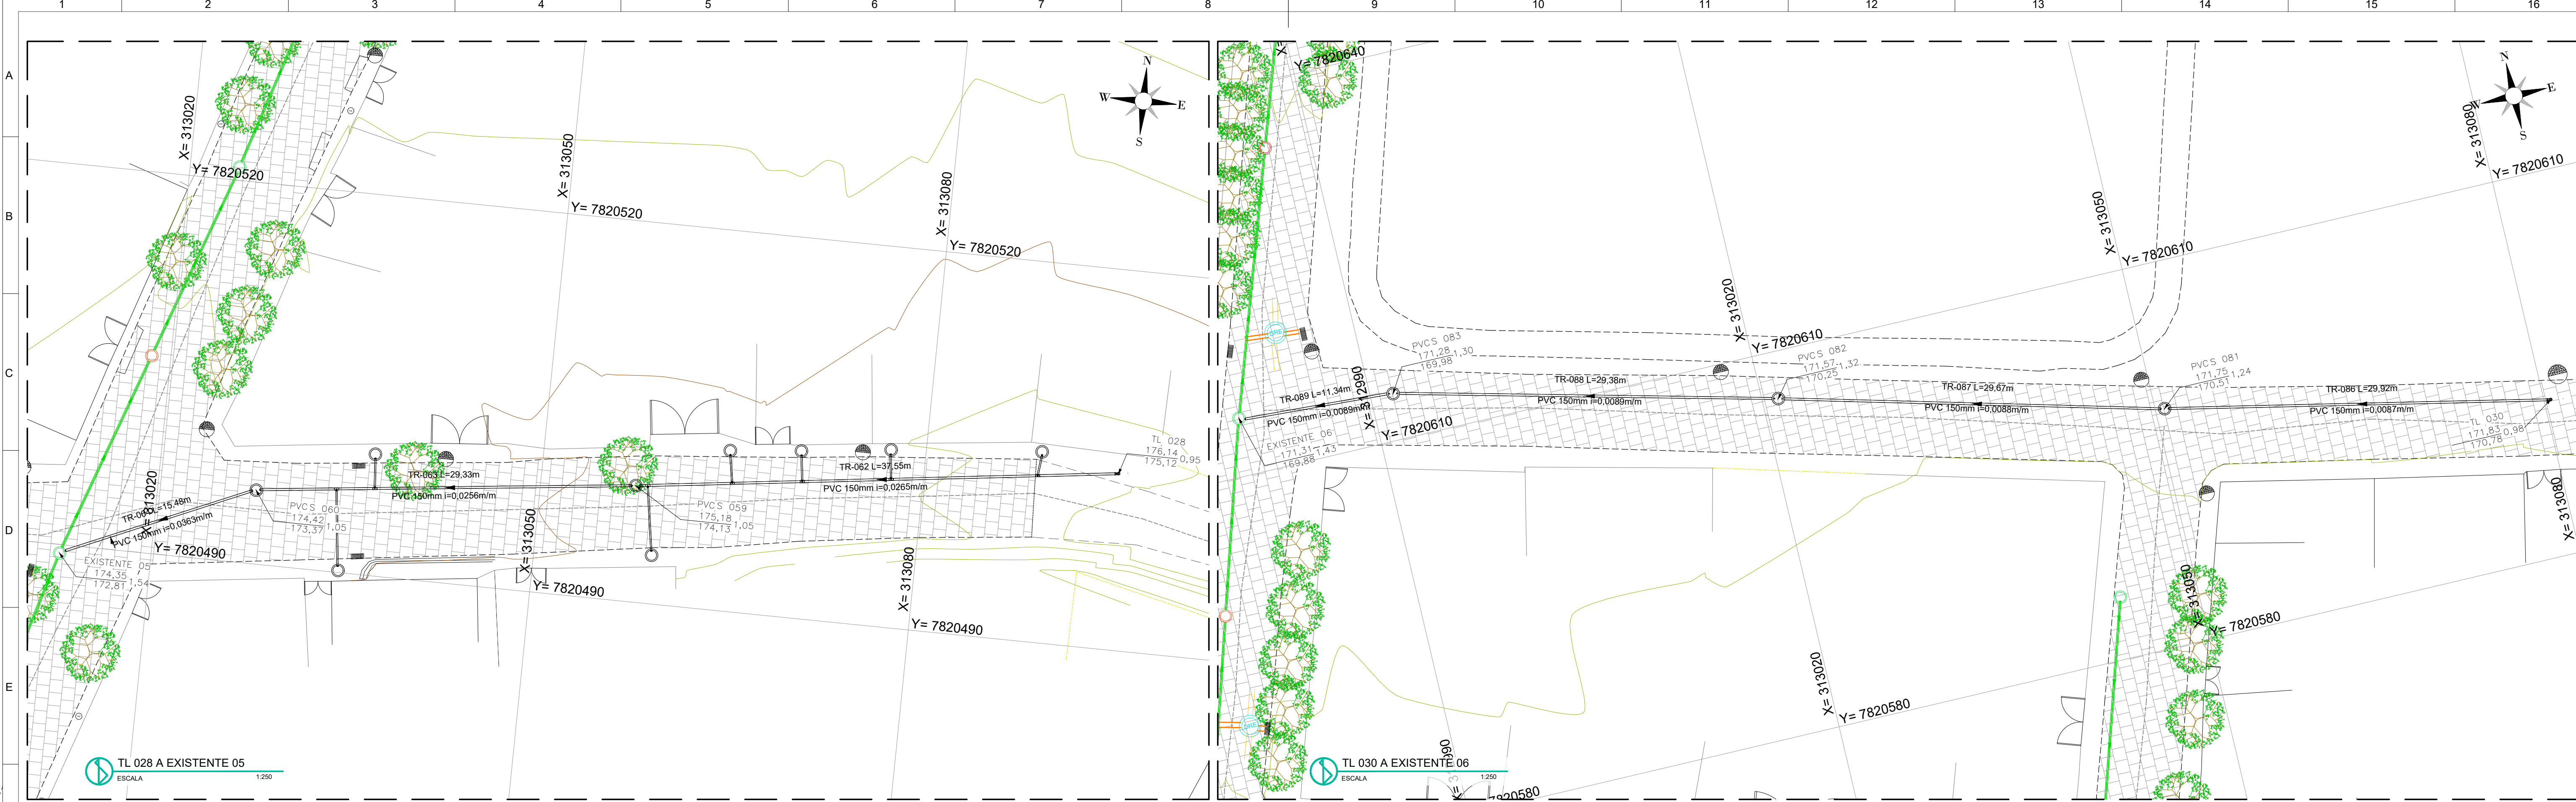 1 2 3 4 5 6 7 8 9 10 11 12 13 14 15 16
A
B
C
D
E
X= 313020
Y= 7820520
X= 313050
Y= 7820520
X= 313080
Y= 7820520
N
W E
S
TL 028
176,14
175,12 0,95
TR-062 L=37,55m
PVC 150mm i=0,0265m/m
TR-063 L=29,33m
PVC 150mm i=0,0256m/m
PVCS 059
175,18
174,13 1,05
PVCS 060
174,42
173,37 1,05
L=15,48m
PVC 150mm i=0,0363m/m
X= 313020
Y= 7820490
EXISTENTE 05
174,35
172,81 1,54
X= 313050
Y= 7820490
X= 313080
Y= 7820490
TL 028 A EXISTENTE 05
ESCALA 1:250
Y= 7820640
N
W E
S
X= 313080
Y= 7820610
X= 313050
Y= 7820610
X= 313020
Y= 7820610
PVCS 083
171,28
169,98 1,30
PVCS 082
171,57
170,25 1,32
PVCS 081
171,75
170,51 1,24
TR-089 L=11,34m
PVC 150mm i=0,0089m/m
TR-088 L=29,38m
PVC 150mm i=0,0089m/m
TR-087 L=29,67m
PVC 150mm i=0,0088m/m
TR-086 L=29,92m
PVC 150mm i=0,0087m/m
X= 312990
Y= 7820610
EXISTENTE 06
171,31
169,88 1,43
TL 030
171,83
170,78 0,98
X= 313080
X= 313050
Y= 7820580
X= 313020
Y= 7820580
TL 030 A EXISTENTE 06
ESCALA 1:250